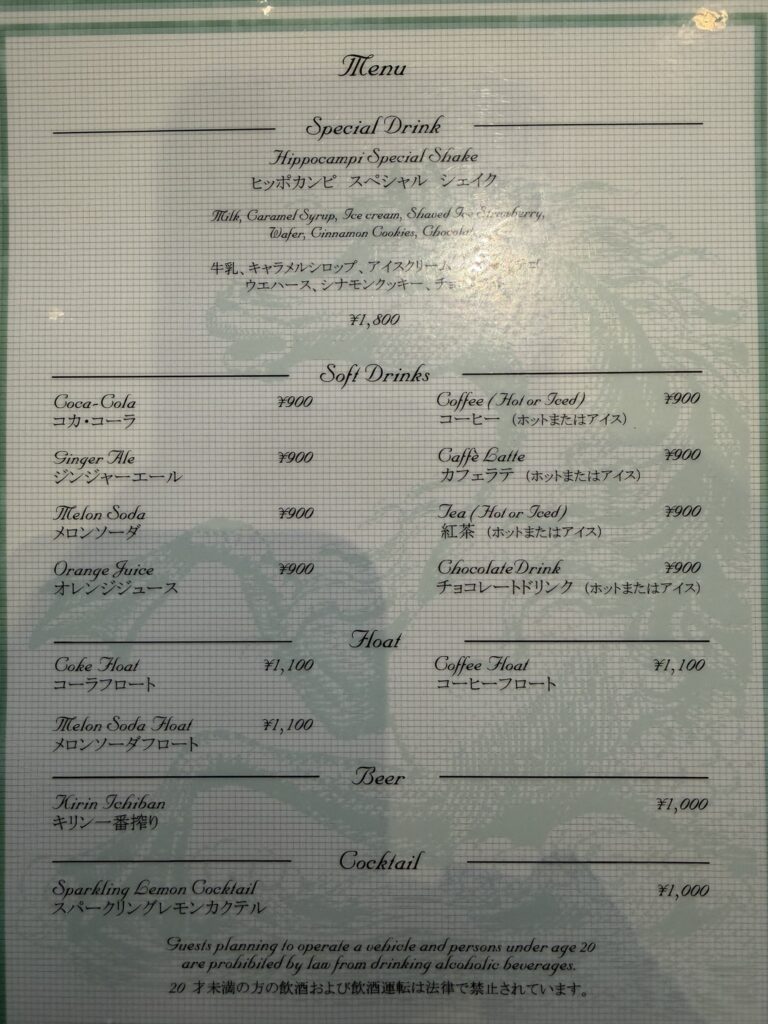 Menu
Special Drink
Hippocampi Special Shake
ヒッポカンピ スペシャル シェイク
Milk, Caramel Syrup, Ice cream, Shaved Ice Strawberry,
Wafer, Cinnamon Cookies, Chocolate
牛乳、キャラメルシロップ、アイスクリーム
ウエハース、シナモンクッキー、
¥1,800
Soft Drinks
Coca-Cola ¥900 Coffee (Hot or Iced) ¥900
コカ・コーラ コーヒー (ホットまたはアイス)
Ginger Ale ¥900 Caffè Latte ¥900
ジンジャーエール カフェラテ (ホットまたはアイス)
Melon Soda ¥900 Tea (Hot or Iced) ¥900
メロンソーダ 紅茶 (ホットまたはアイス)
Orange Juice ¥900 Chocolate Drink ¥900
オレンジジュース チョコレートドリンク (ホットまたはアイス)
Float
Coke Float ¥1,100 Coffee Float ¥1,100
コーラフロート コーヒーフロート
Melon Soda Float ¥1,100
メロンソーダフロート
Beer
Kirin Ichiban ¥1,000
キリン一番搾り
Cocktail
Sparkling Lemon Cocktail ¥1,000
スパークリングレモンカクテル
Guests planning to operate a vehicle and persons under age 20
are prohibited by law from drinking alcoholic beverages.
20 才未満の方の飲酒および飲酒運転は法律で禁止されています。